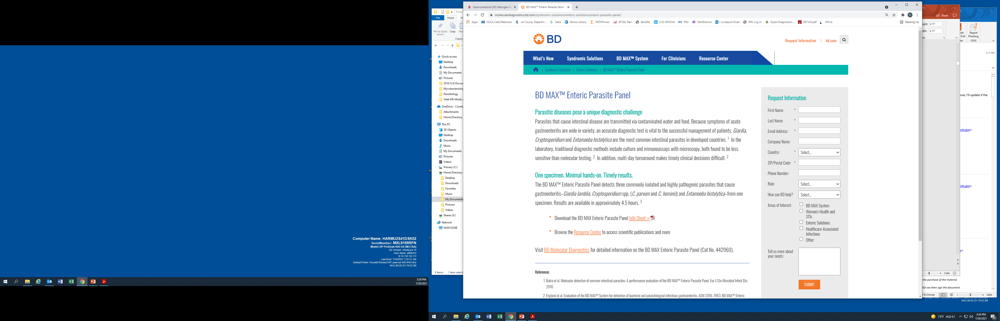 Computer Name: HARMU2S41DSK02
SerialNumber: MXL9195RFN
Model: HP ProDesk 600 G4 DM (TAA)
OS Version: Windows 10
User Name: e666353
IP:10.107.30.117
Last Boot: 7/16/2021 7:35:31 AM
Default Printer: Hewlett-Packard HP LaserJet 400 M401dne
MAC:B0:0C:D1:70:EC:B8
3:26 PM
7/20/2021
File
Home
Pin to Quick
access
Copy
Quick access
Desktop
Downloads
My Documents
Pictures
2018 CLSI Docun
Mycobacteriolog
Parasitology
Vitek MS Molds
OneDrive - County
Attachments
Home Directory
This PC
3D Objects
Desktop
Downloads
Music
My Documents
Pictures
Videos
Primary (C:)
Home Directory
Desktop
Downloads
Favorites
Music
My Documents
Pictures
Videos
Shares (S:)
Network
WH012S39E
9 items 1 item select
Gastrointestinal (GI) Pathogen Pa
BD MAX™ Enteric Parasite Panel
moleculardiagnostics.bd.com/syndromic-solutions/enteric-solutions/enteric-parasite-panel/
Apps COCA Calls/Webinars LA County Departm... Saba Parlow Library PATHPrimer 457(b) Plan Benefits CLSI WHOVA BMJ PMJ PathElective Lundquist Email iRIS: Log In Quest Diagnostics:... 567.full.pdf MYLA Reading list
BD
Request Information | bd.com
What's New Syndromic Solutions BD MAX™ System For Clinicians Resource Center
> Syndromic Solutions > Enteric Solutions > BD MAX™ Enteric Parasite Panel
BD MAX™ Enteric Parasite Panel
Parasitic diseases pose a unique diagnostic challenge
Parasites that cause intestinal disease are transmitted via contaminated water and food. Because symptoms of acute
gastroenteritis are wide in variety, an accurate diagnostic test is vital to the successful management of patients. Giardia,
Cryptosporidium and Entamoeba histolytica are the most common intestinal parasites in developed countries. 1 In the
laboratory, traditional diagnostic methods include culture and immunoassays with microscopy, both found to be less
sensitive than molecular testing. 2 In addition, multi-day turnaround makes timely clinical decisions difficult. 2
One specimen. Minimal hands-on. Timely results.
The BD MAX™ Enteric Parasite Panel detects three commonly isolated and highly pathogenic parasites that cause
gastroenteritis–Giardia lamblia, Cryptosporidium spp. (C. parvum and C. hominis) and Entamoeba histolytica–from one
specimen. Results are available in approximately 4.5 hours. 3
• Download the BD MAX Enteric Parasite Panel Info Sheet >>
• Browse the Resource Center to access scientific publications and more
Visit BD Molecular Diagnostics for detailed information on the BD MAX Enteric Parasite Panel (Cat No. 442960).
References
1. Batra et al. Molecular detection of common intestinal parasites: A performance evaluation of the BD MAX™ Enteric Parasite Panel. Eur J Clin Microbiol Infect Dis;
2016.
2. England et al. Evaluation of the BD MAX™ System for detection of bacterial and parasitological infectious gastroenteritis. ASM 2016; 1963. BD MAX™ Enteric
Request Information
First Name: *
Last Name: *
Email Address: *
Company Name:
Country: * Select...
ZIP/Postal Code: *
Phone Number:
Role: Select...
How can BD help? Select...
Areas of Interest:
BD MAX System
Women's Health and
STIs
Enteric Solutions
Healthcare-Associated
Infections
Other
Tell us more about
your needs:
SUBMIT
Share
4.75"
4.75"
134%
Report
Phishing
Poll
CRISI
3:13 PM
nse, I'll update if the
nty.gov>
nty.gov>
the purchase of the material.
SD can then sign the document.
t Exchange
100%
MAC:B0:0C:D1:70:EC:B8
75°F AQI 61
3:26 PM
7/20/2021
22